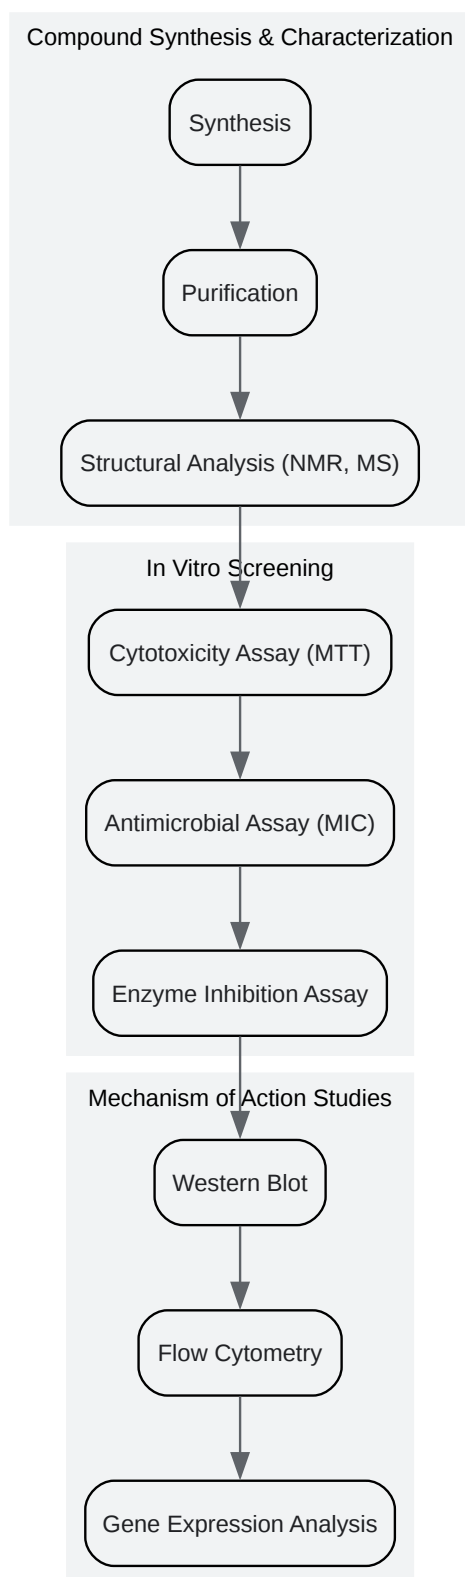 Compound Synthesis & Characterization
Synthesis
Purification
Structural Analysis (NMR, MS)
In Vitro Screening
Cytotoxicity Assay (MTT)
Antimicrobial Assay (MIC)
Enzyme Inhibition Assay
Mechanism of Action Studies
Western Blot
Flow Cytometry
Gene Expression Analysis